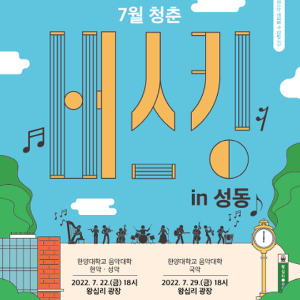 7월 청춘
버스킹
in 성동
한양대학교 음악대학
현악·성악
2022. 7. 22.(금) 18시
왕십리 광장
한양대학교 음악대학
국악
2022. 7. 29.(금) 18시
왕십리 광장